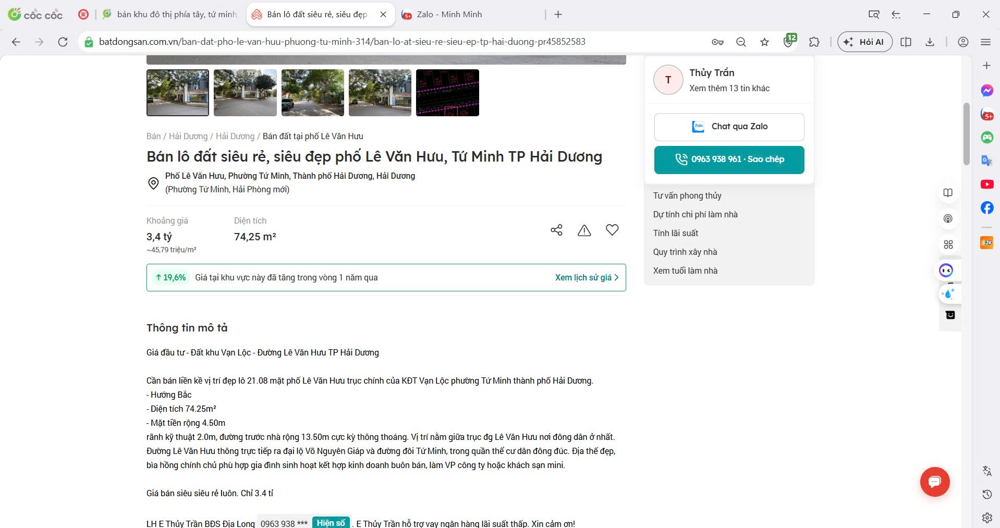 cốc cốc
bán khu đô thị phía tây, tứ minh,
Bán lô đất siêu rẻ, siêu đẹp
5+
Zalo - Minh Minh
batdongsan.com.vn/ban-dat-pho-le-van-huu-phuong-tu-minh-314/ban-lo-at-sieu-re-sieu-ep-tp-hai-duong-pr45852583
12
Hỏi AI
T
Thủy Trần
Xem thêm 13 tin khác
Zalo
Chat qua Zalo
0963 938 961 · Sao chép
Tư vấn phong thủy
Dự tính chi phí làm nhà
Tính lãi suất
Quy trình xây nhà
Xem tuổi làm nhà
Bán / Hải Dương / Hải Dương / Bán đất tại phố Lê Văn Hưu
Bán lô đất siêu rẻ, siêu đẹp phố Lê Văn Hưu, Tứ Minh TP Hải Dương
Phố Lê Văn Hưu, Phường Tứ Minh, Thành phố Hải Dương, Hải Dương
(Phường Tứ Minh, Hải Phòng mới)
Khoảng giá
Diện tích
3,4 tỷ
74,25 m²
~45,79 triệu/m²
19,6%
Giá tại khu vực này đã tăng trong vòng 1 năm qua
Xem lịch sử giá
Thông tin mô tả
Giá đầu tư - Đất khu Vạn Lộc - Đường Lê Văn Hưu TP Hải Dương
Cần bán liền kề vị trí đẹp lô 21.08 mặt phố Lê Văn Hưu trục chính của KĐT Vạn Lộc phường Tứ Minh thành phố Hải Dương.
- Hướng Bắc
- Diện tích 74.25m²
- Mặt tiền rộng 4.50m
rãnh kỹ thuật 2.0m, đường trước nhà rộng 13.50m cực kỳ thông thoáng. Vị trí nằm giữa trục đg Lê Văn Hưu nơi đông dân ở nhất.
Đường Lê Văn Hưu thông trực tiếp ra đại lộ Võ Nguyên Giáp và đường đôi Tứ Minh, trong quần thể cư dân đông đúc. Địa thế đẹp,
bìa hồng chính chủ phù hợp gia đình sinh hoạt kết hợp kinh doanh buôn bán, làm VP công ty hoặc khách sạn mini.
Giá bán siêu siêu rẻ luôn. Chỉ 3.4 tỉ
LH E Thủy Trần BĐS Địa Long 0963 938 *** Hiện số . E Thủy Trần hỗ trợ vay ngân hàng lãi suất thấp. Xin cảm ơn!
5+
SJK